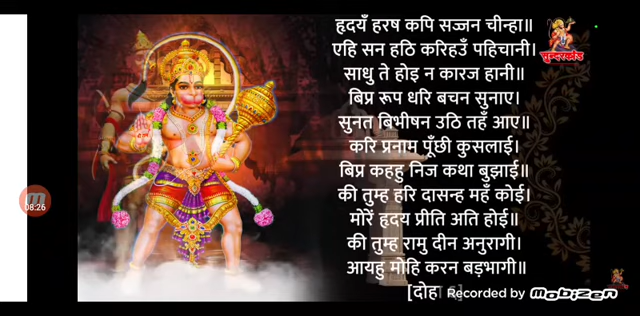 हृदयँ हरष कपि सज्जन चीन्हा॥
एहि सन हठि करिहउँ पहिचानी।
साधु ते होइ न कारज हानी॥
बिप्र रूप धरि बचन सुनाए।
सुनत बिभीषन उठि तहँ आए॥
करि प्रनाम पूँछी कुसलाई।
बिप्र कहहु निज कथा बुझाई॥
की तुम्ह हरि दासन्ह महँ कोई।
मोरें हृदय प्रीति अति होई॥
की तुम्ह रामु दीन अनुरागी।
आयहु मोहि करन बड़भागी॥
[दोहा
सुन्दरकांड
08:26
Recorded by mobizen